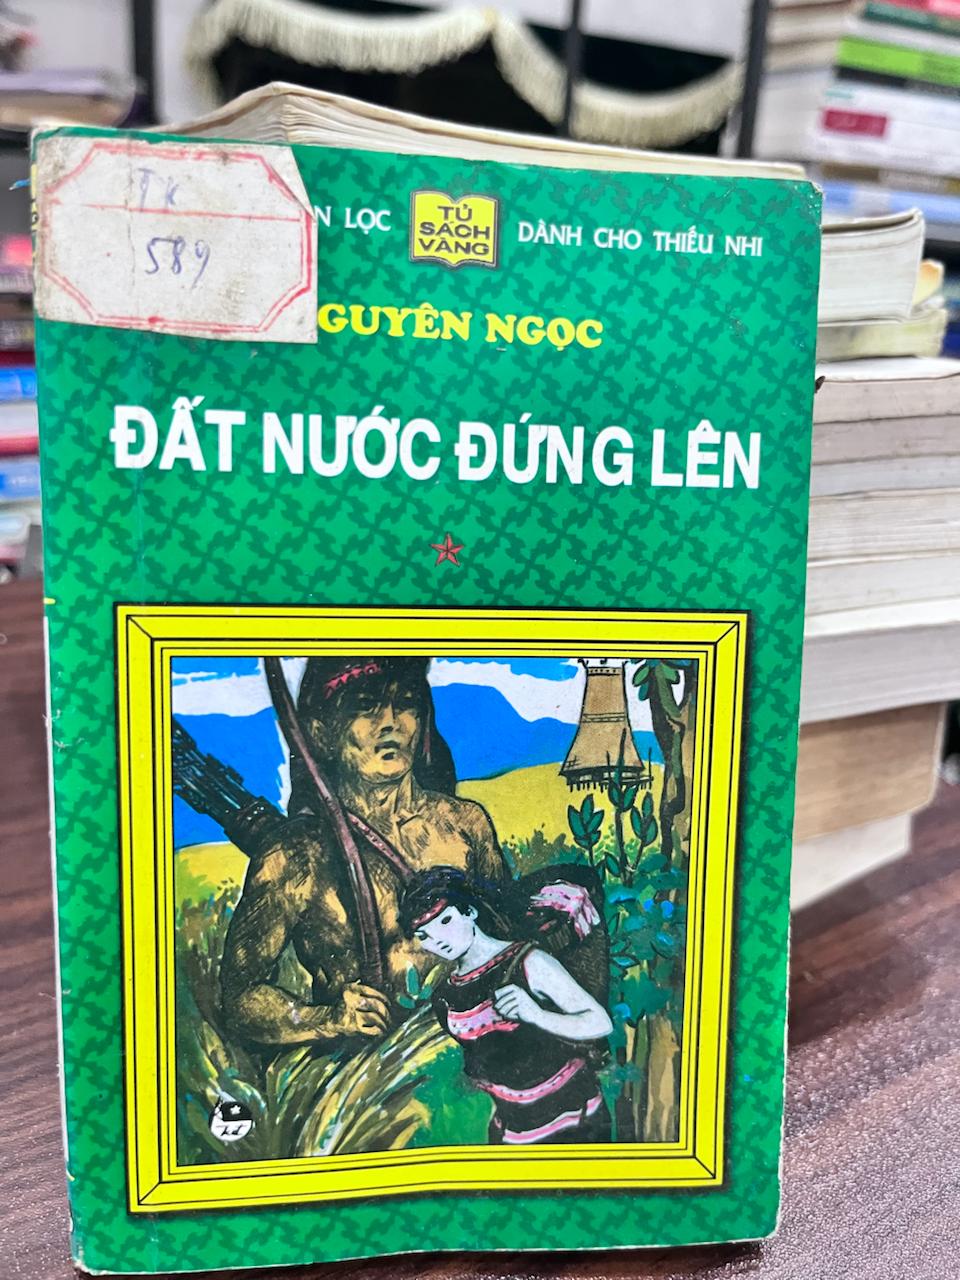 TK
589
N LỌC
TỦ
SÁCH
VÀNG
DÀNH CHO THIẾU NHI
GUYÊN NGỌC
ĐẤT NƯỚC ĐỨNG LÊN